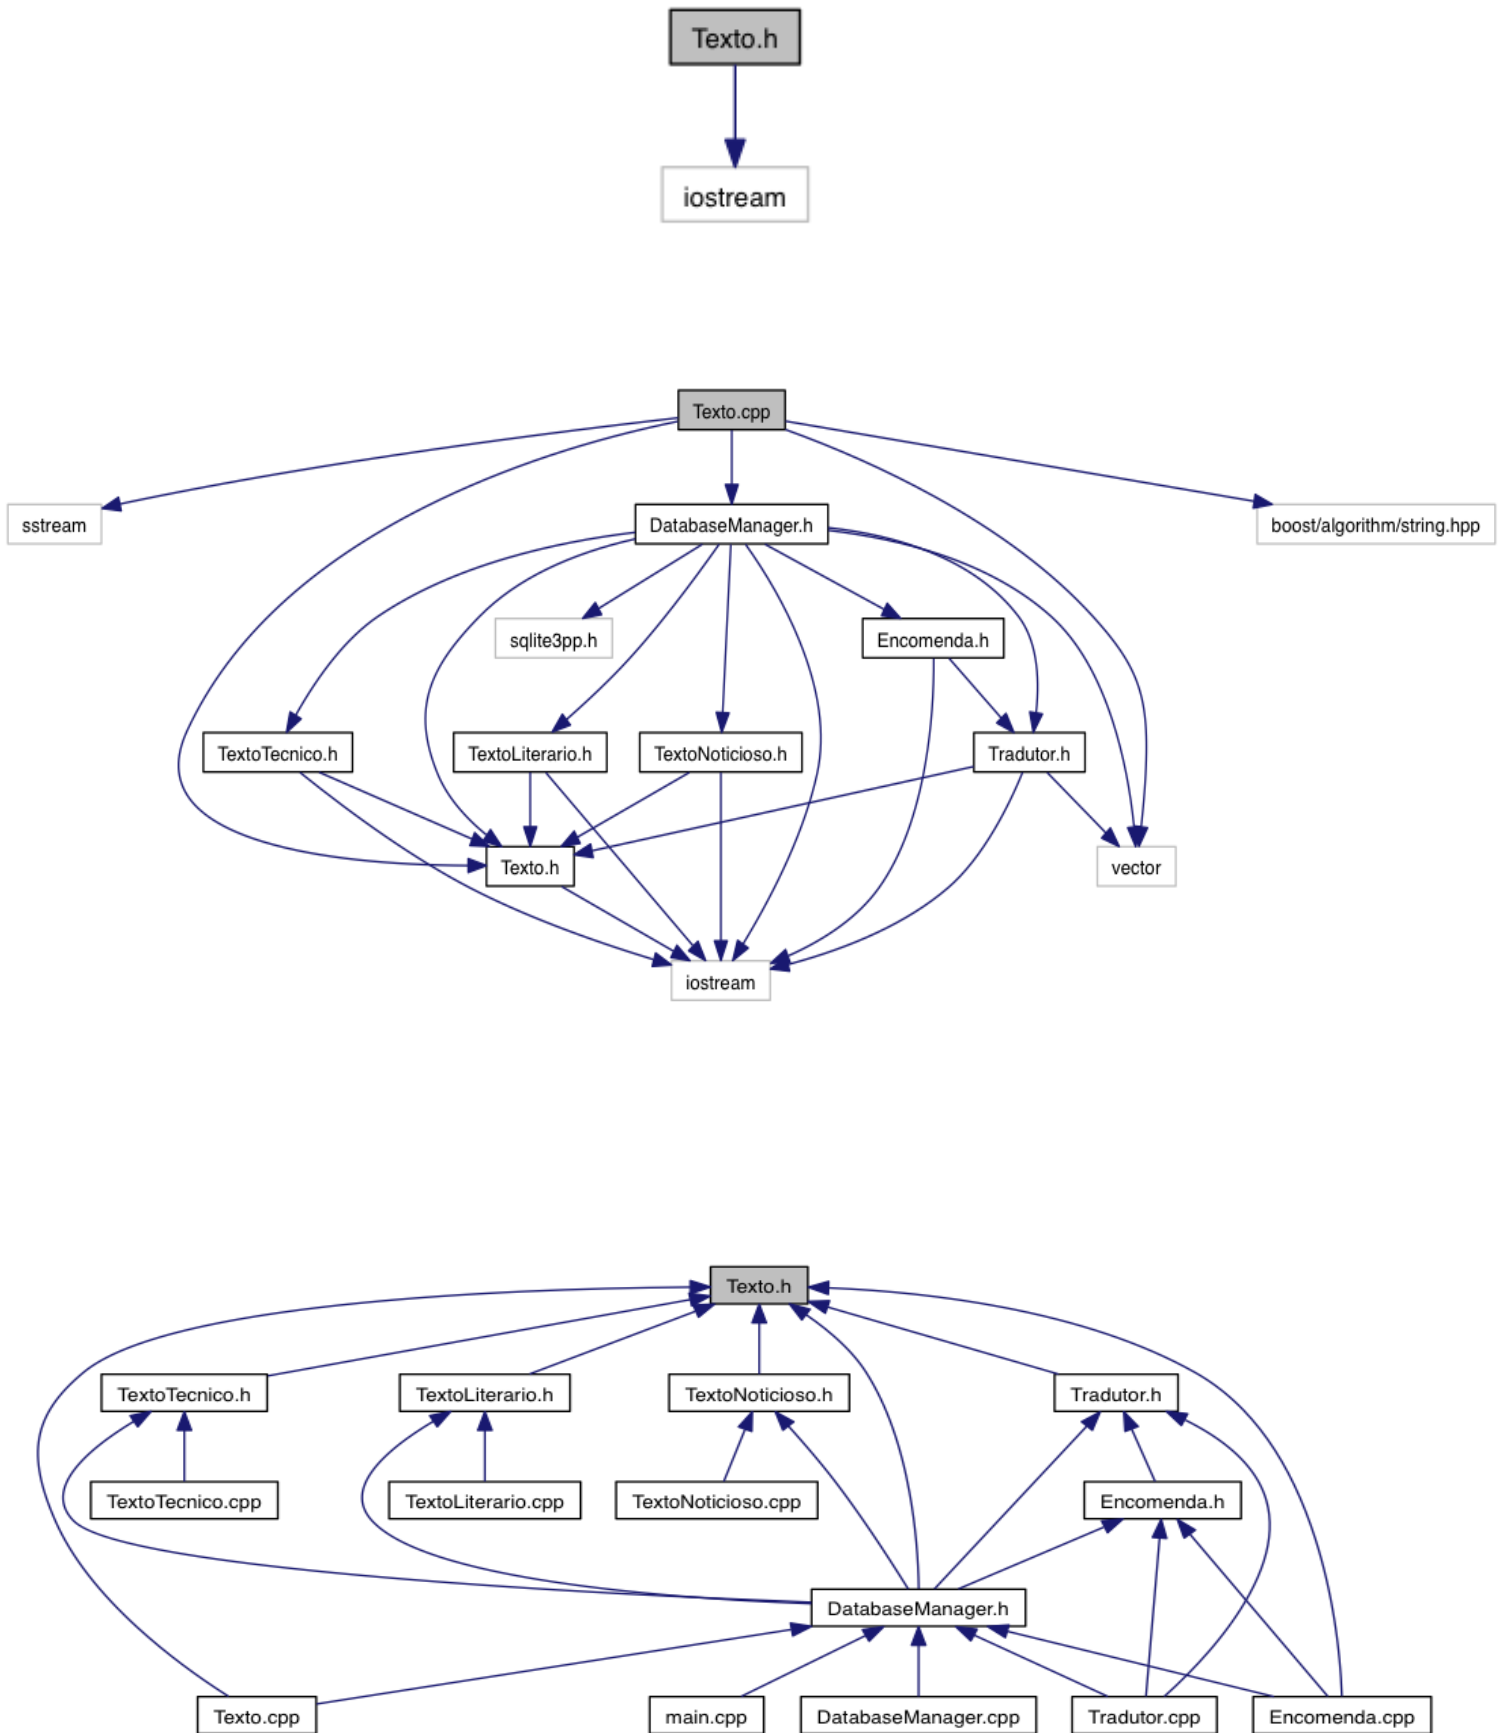 Texto.h
iostream
Texto.cpp
sstream
DatabaseManager.h
boost/algorithm/string.hpp
sqlite3pp.h
Encomenda.h
TextoTecnico.h
TextoLiterario.h
TextoNoticioso.h
Tradutor.h
Texto.h
vector
iostream
Texto.h
TextoTecnico.h
TextoLiterario.h
TextoNoticioso.h
Tradutor.h
TextoTecnico.cpp
TextoLiterario.cpp
TextoNoticioso.cpp
Encomenda.h
DatabaseManager.h
Texto.cpp
main.cpp
DatabaseManager.cpp
Tradutor.cpp
Encomenda.cpp